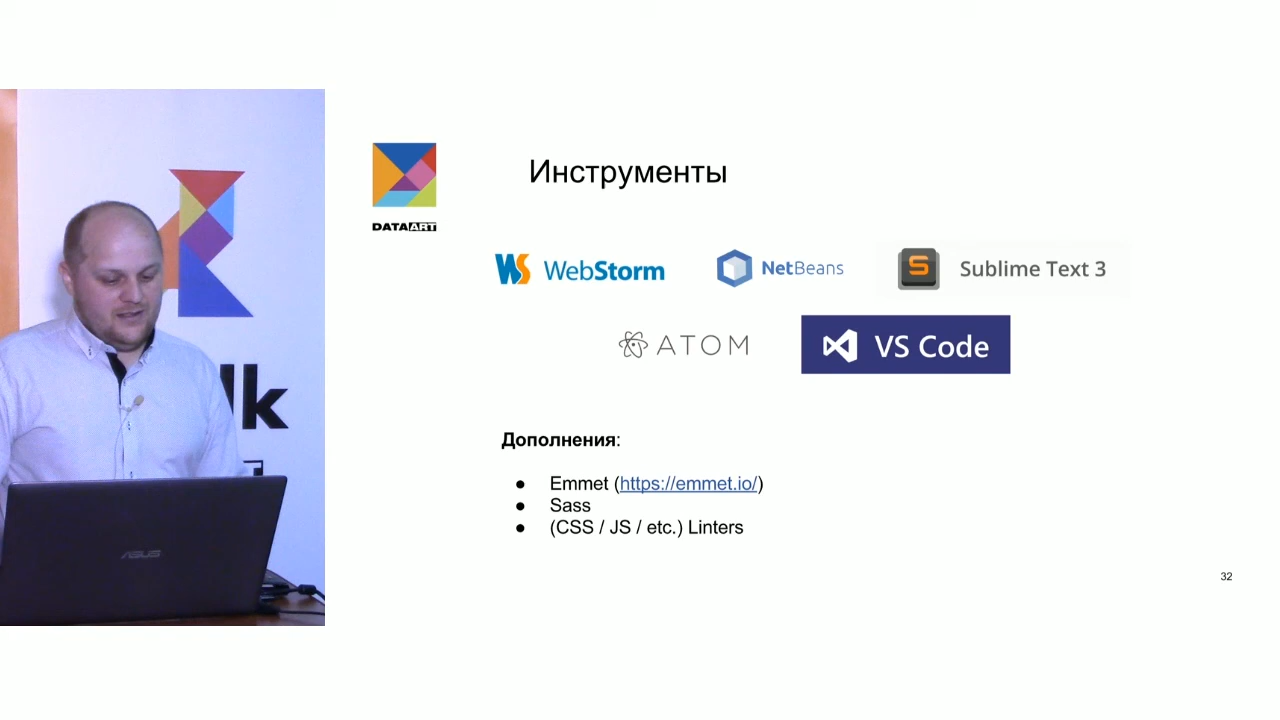 Инструменты
DATAART
WS WebStorm
NetBeans
S Sublime Text 3
ATOM
VS Code
lk
Дополнения:
● Emmet (https://emmet.io/)
● Sass
● (CSS / JS / etc.) Linters
ASUS
32